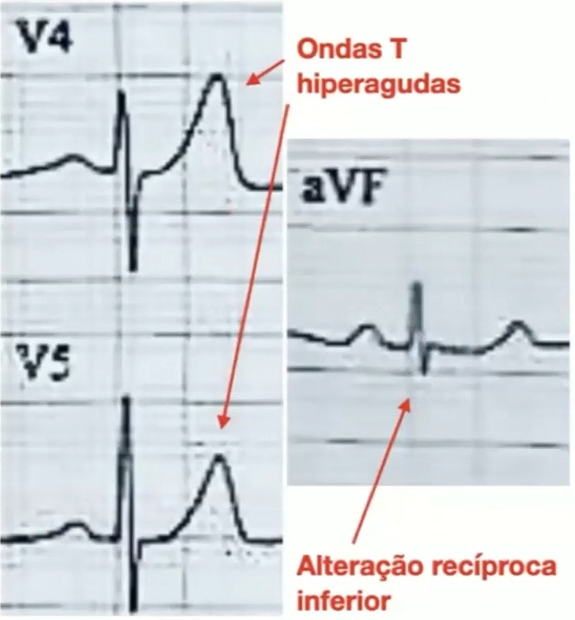 V4
Ondas T
hiperagudas
aVF
V5
Alteração recíproca
inferior